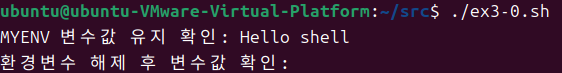 ubuntu@ubuntu-VMware-Virtual-Platform:~/src$ ./ex3-0.sh
MYENV 변수값 유지 확인: Hello shell
환경변수 해제 후 변수값 확인: